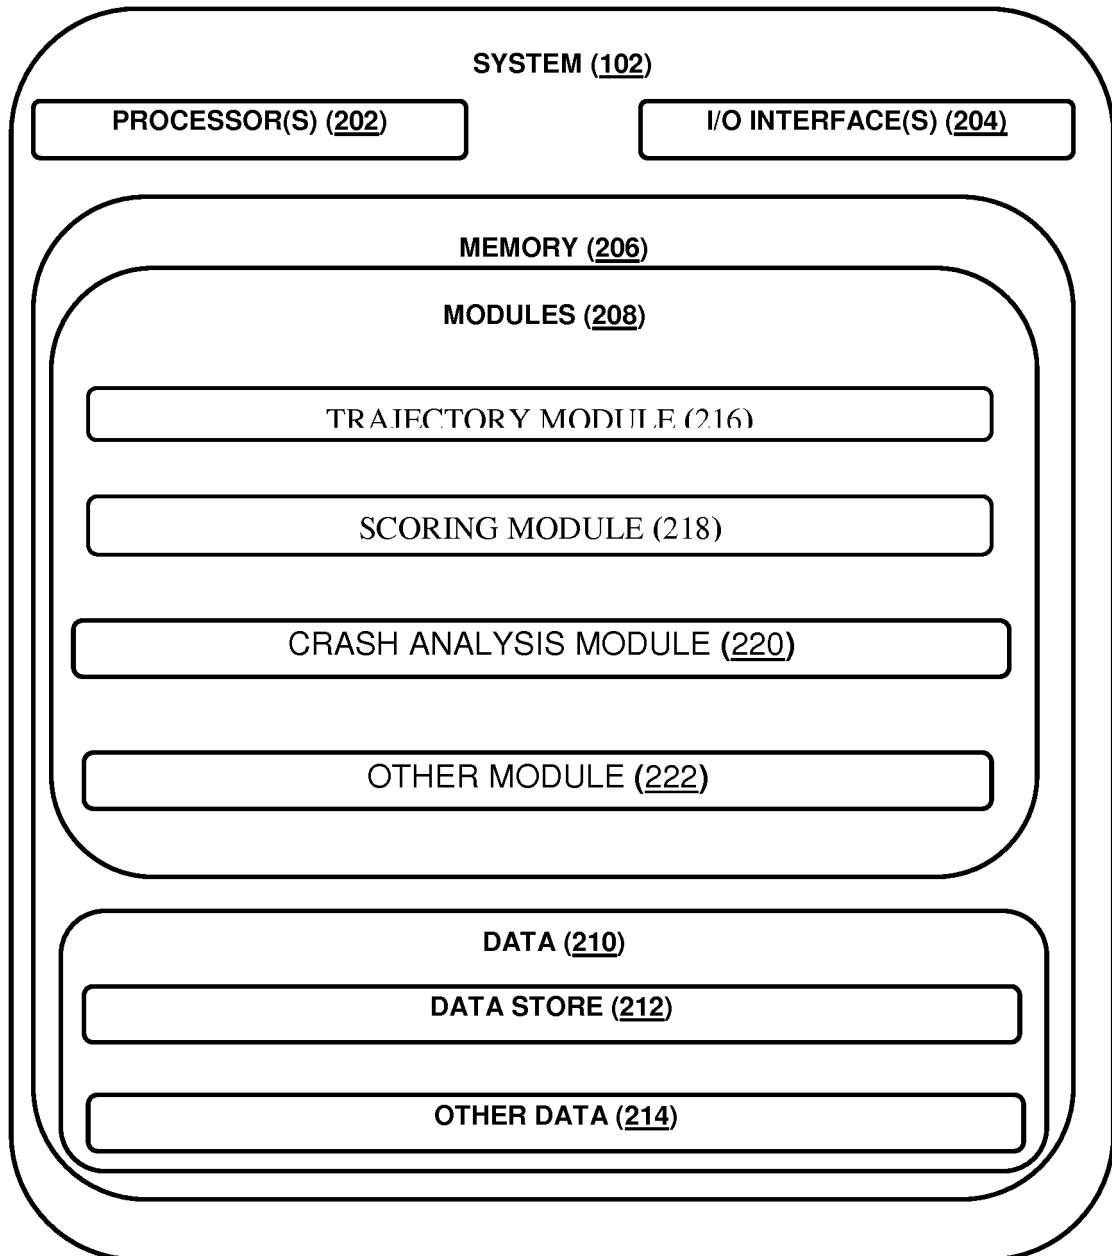 SYSTEM (102)
PROCESSOR(S) (202)
I/O INTERFACE(S) (204)
MEMORY (206)
MODULES (208)
TRAJECTORY MODULE (216)
SCORING MODULE (218)
CRASH ANALYSIS MODULE (220)
OTHER MODULE (222)
DATA (210)
DATA STORE (212)
OTHER DATA (214)